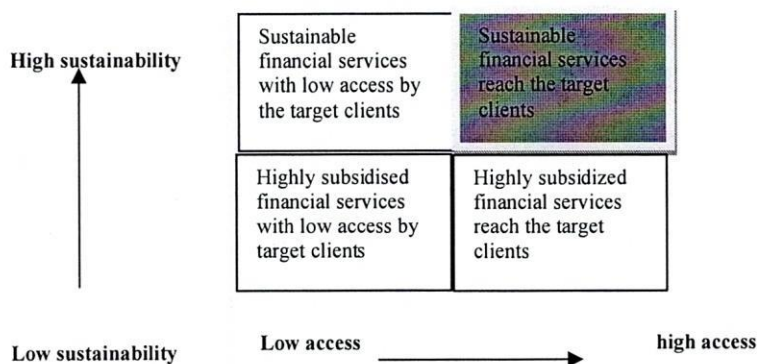 High sustainability
Sustainable
financial services
with low access by
the target clients
Sustainable
financial services
reach the target
clients
Highly subsidised
financial services
with low access by
target clients
Highly subsidized
financial services
reach the target
clients
Low sustainability
Low access
high access